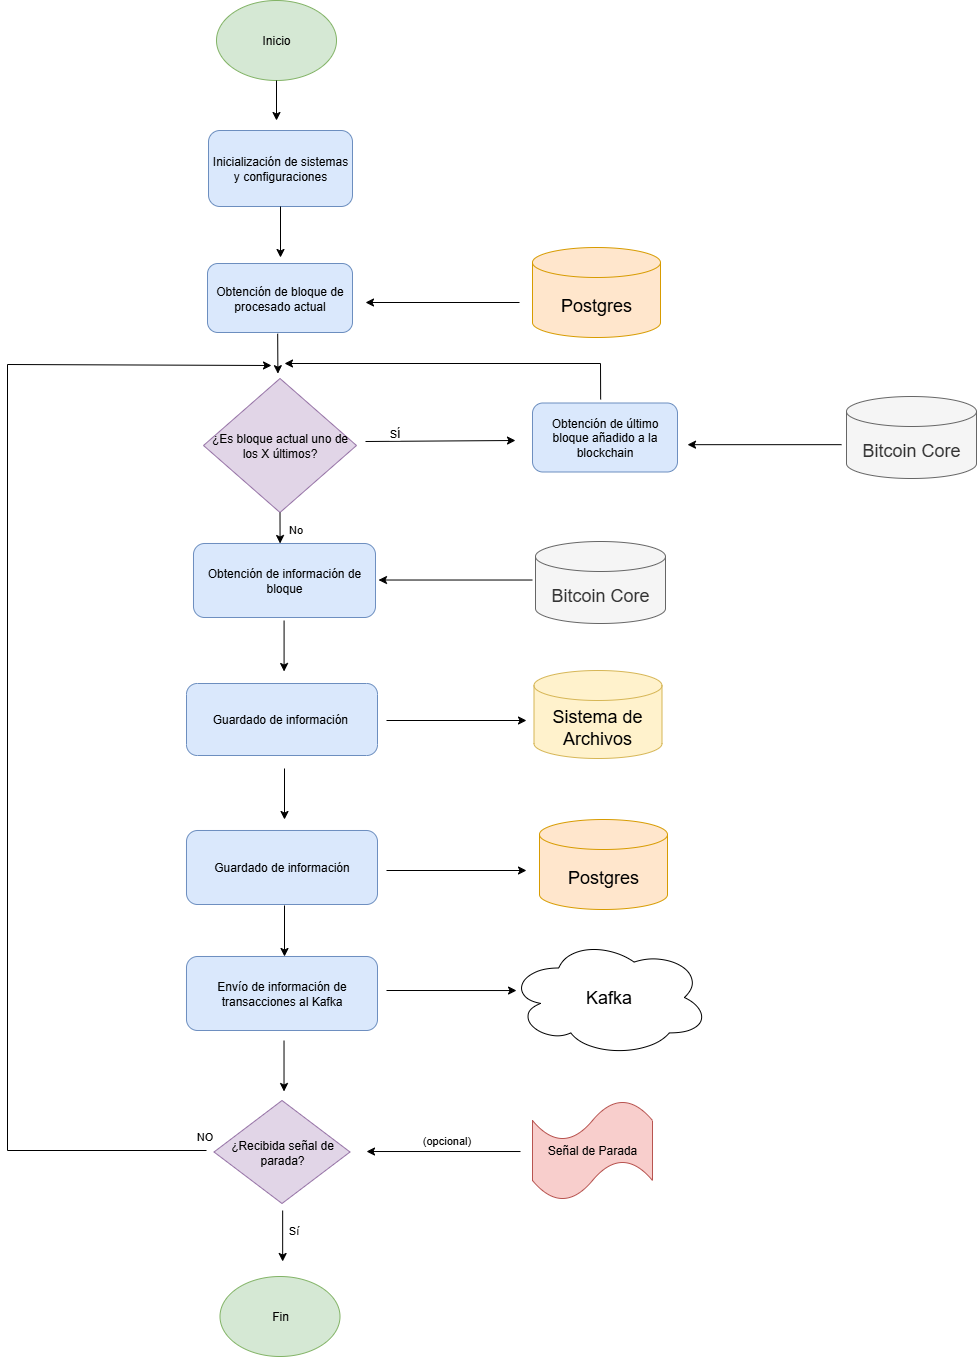 Inicio
Inicialización de sistemas
y configuraciones
Obtención de bloque de
procesado actual
Postgres
¿Es bloque actual uno de
los X últimos?
sí
Obtención de último
bloque añadido a la
blockchain
Bitcoin Core
No
Obtención de información de
bloque
Bitcoin Core
Guardado de información
Sistema de
Archivos
Guardado de información
Postgres
Envío de información de
transacciones al Kafka
Kafka
NO
¿Recibida señal de
parada?
(opcional)
Señal de Parada
Sí
Fin